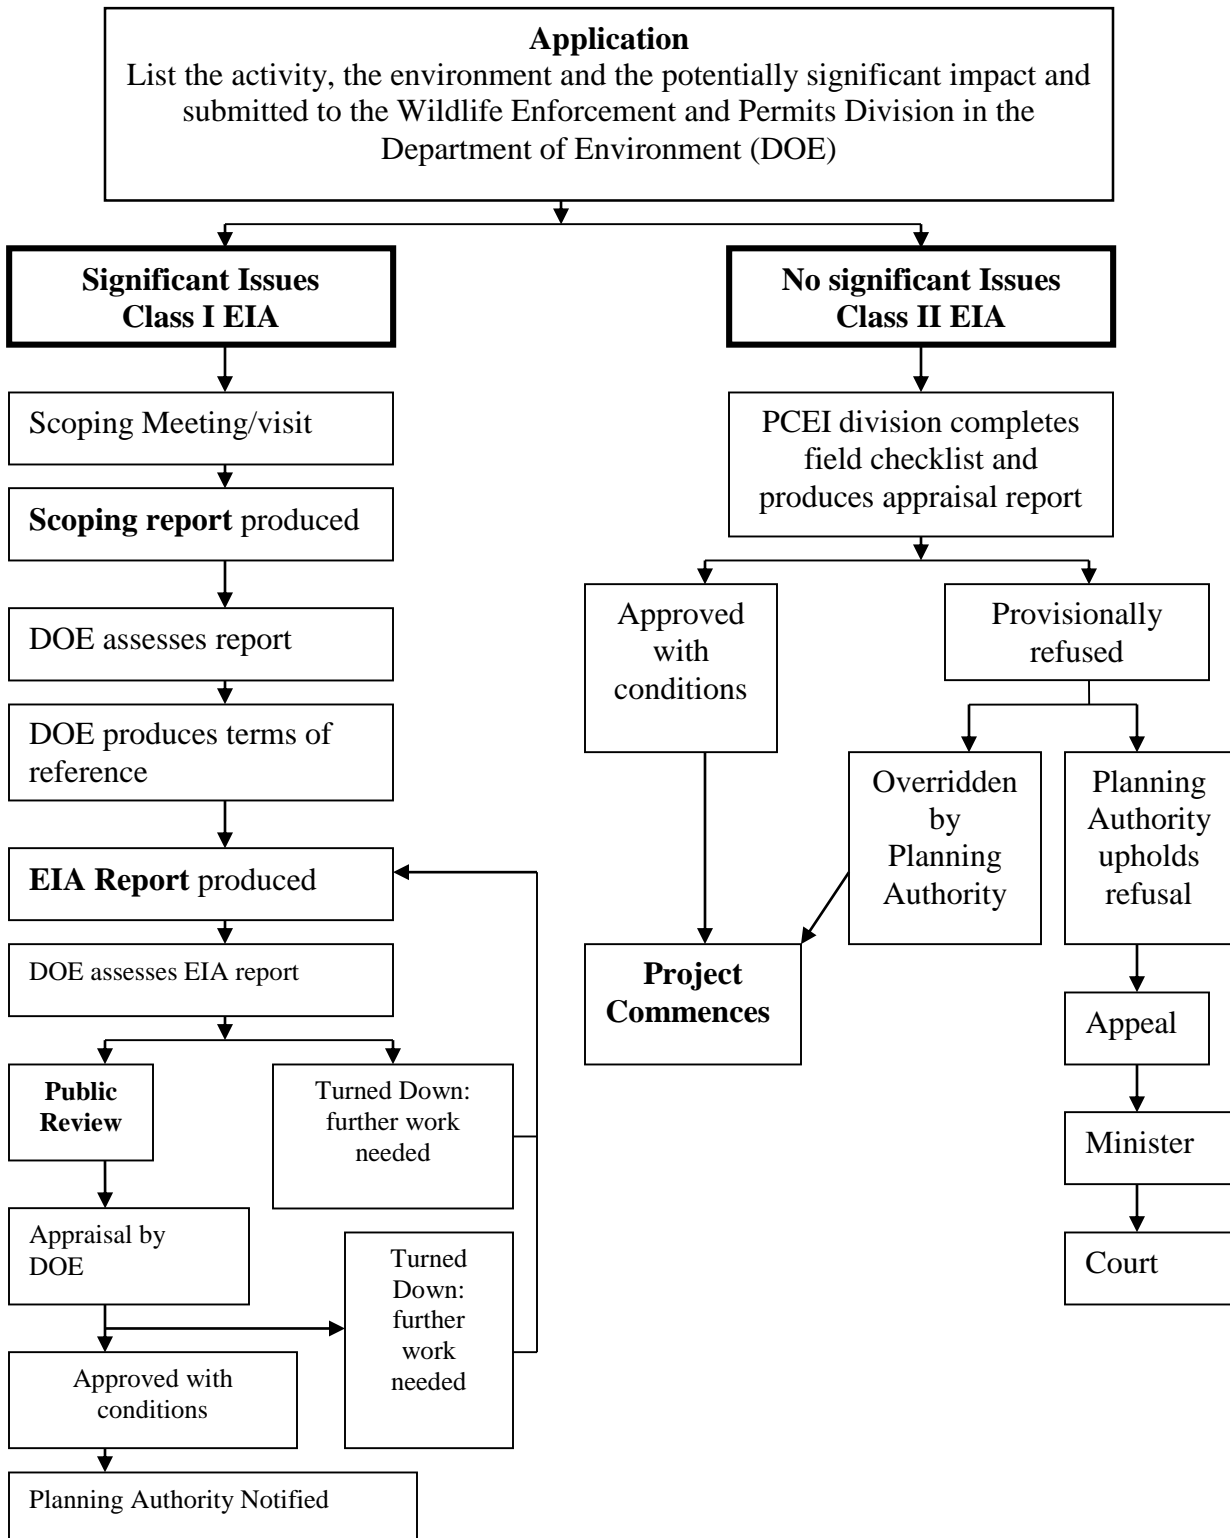 Application
List the activity, the environment and the potentially significant impact and
submitted to the Wildlife Enforcement and Permits Division in the
Department of Environment (DOE)
Significant Issues
Class I EIA
No significant Issues
Class II EIA
Scoping Meeting/visit
Scoping report produced
DOE assesses report
DOE produces terms of
reference
EIA Report produced
DOE assesses EIA report
Public
Review
Turned Down:
further work
needed
Appraisal by
DOE
Turned
Down:
further
work
needed
Approved with
conditions
Planning Authority Notified
PCEI division completes
field checklist and
produces appraisal report
Approved
with
conditions
Provisionally
refused
Overridden
by
Planning
Authority
Planning
Authority
upholds
refusal
Project
Commences
Appeal
Minister
Court